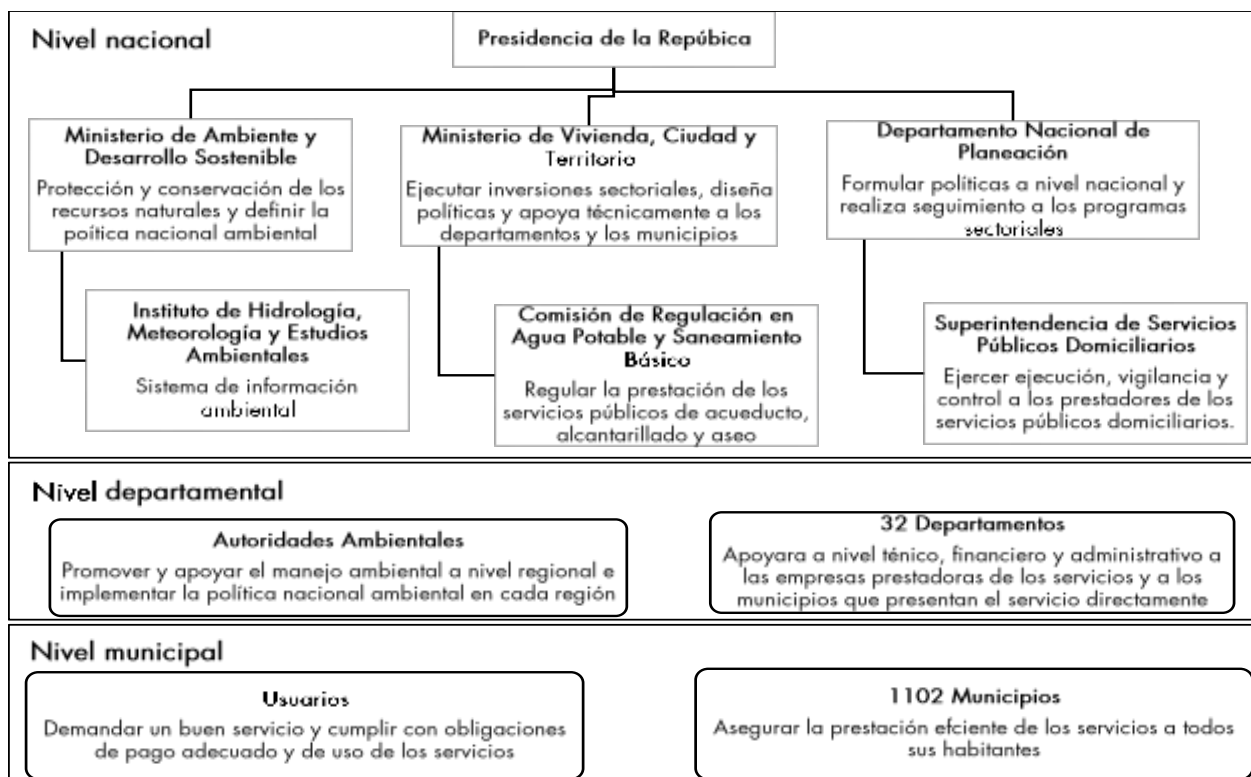 Nivel nacional
Presidencia de la Repúbica
Ministerio de Ambiente y
Desarrollo Sostenible
Protección y conservación de los
recursos naturales y definir la
poítica nacional ambiental
Ministerio de Vivienda, Ciudad y
Territorio
Ejecutar inversiones sectoriales, diseña
políticas y apoya técnicamente a los
departamentos y los municipios
Departamento Nacional de
Planeación
Formular políticas a nivel nacional y
realiza seguimiento a los programas
sectoriales
Instituto de Hidrología,
Meteorología y Estudios
Ambientales
Sistema de información
ambiental
Comisión de Regulación en
Agua Potable y Saneamiento
Básico
Regular la prestación de los
servicios públicos de acueducto,
alcantarillado y aseo
Superintendencia de Servicios
Públicos Domiciliarios
Ejercer ejecución, vigilancia y
control a los prestadores de los
servicios públicos domiciliarios.
Nivel departamental
Autoridades Ambientales
Promover y apoyar el manejo ambiental a nivel regional e
implementar la política nacional ambiental en cada región
32 Departamentos
Apoyara a nivel ténico, financiero y administrativo a
las empresas prestadoras de los servicios y a los
municipios que presentan el servicio directamente
Nivel municipal
Usuarios
Demandar un buen servicio y cumplir con obligaciones
de pago adecuado y de uso de los servicios
1102 Municipios
Asegurar la prestación efciente de los servicios a todos
sus habitantes